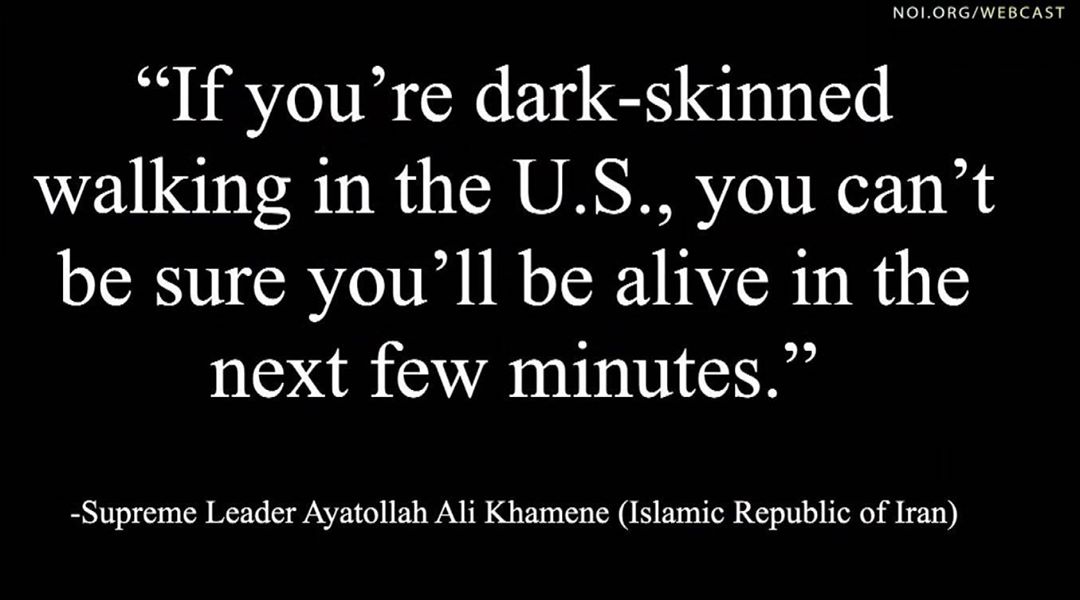 NOI.ORG/WEBCAST
“If you’re dark-skinned
walking in the U.S., you can’t
be sure you’ll be alive in the
next few minutes.”
-Supreme Leader Ayatollah Ali Khamene (Islamic Republic of Iran)